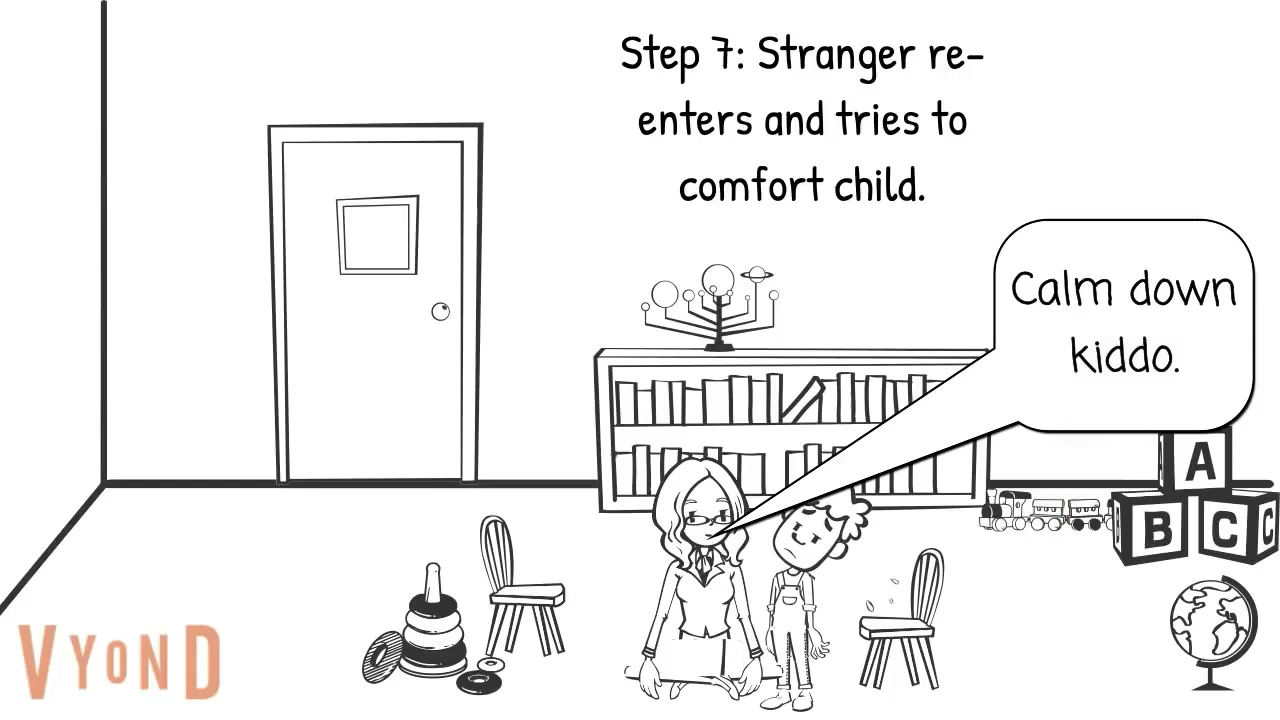 Step 7: Stranger re-
enters and tries to
comfort child.
Calm down
kiddo.
A
B C C
VYOND